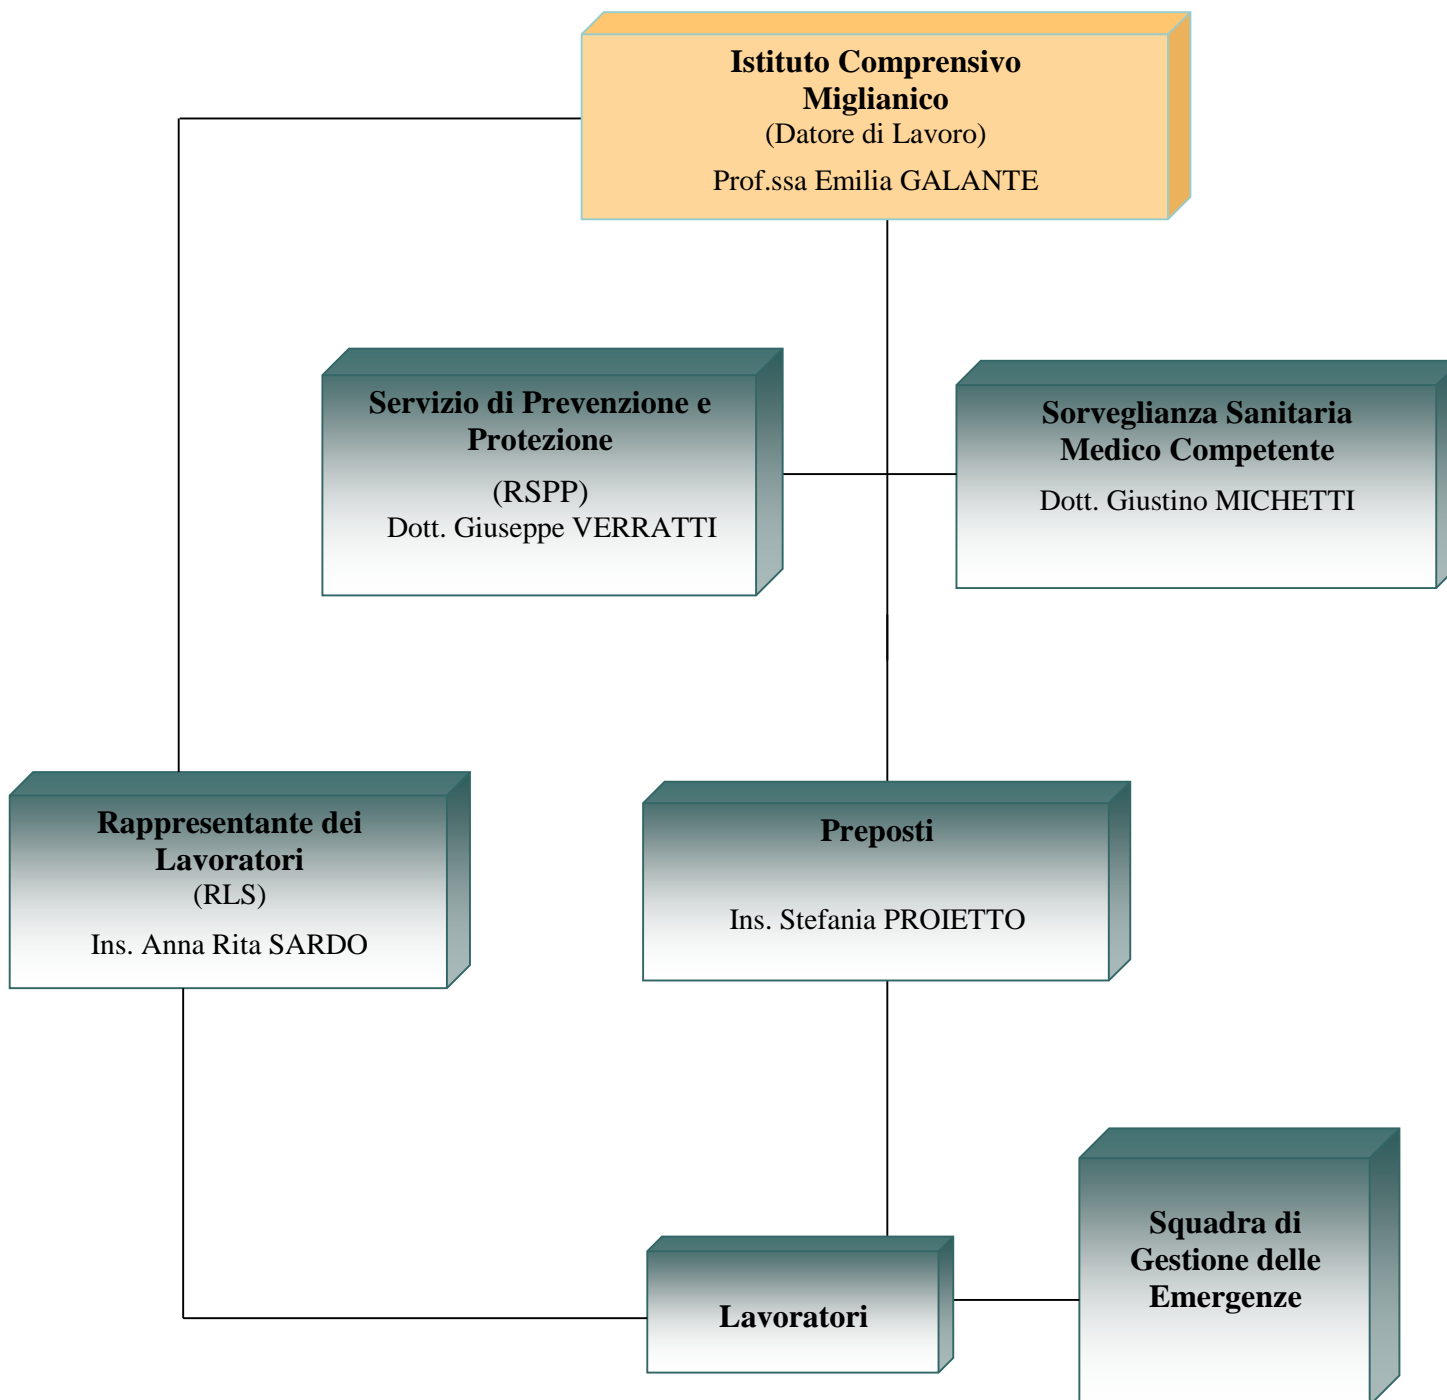 Istituto Comprensivo
Miglianico
(Datore di Lavoro)
Prof.ssa Emilia GALANTE
Servizio di Prevenzione e
Protezione
(RSPP)
Dott. Giuseppe VERRATTI
Sorveglianza Sanitaria
Medico Competente
Dott. Giustino MICHETTI
Rappresentante dei
Lavoratori
(RLS)
Ins. Anna Rita SARDO
Preposti
Ins. Stefania PROIETTO
Lavoratori
Squadra di
Gestione delle
Emergenze